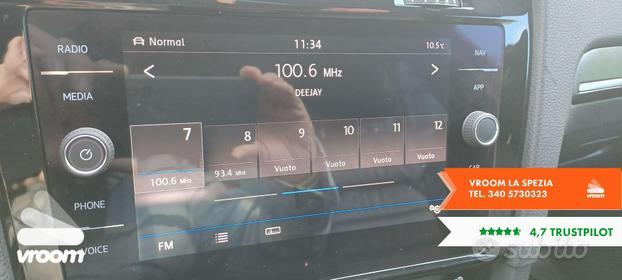 RADIO
MEDIA
PHONE
VOICE
Normal 11:34 10.5°C
< 100.6 MHz >
DEEJAY
7 8 9 10 11 12
100.6 MHz 93.4 MHz Vuoto Vuoto Vuoto Vuoto
FM
NAV
APP
CAR
VROOM LA SPEZIA
TEL. 340 5730323
vroom
4,7 TRUSTPILOT
vroom
subito